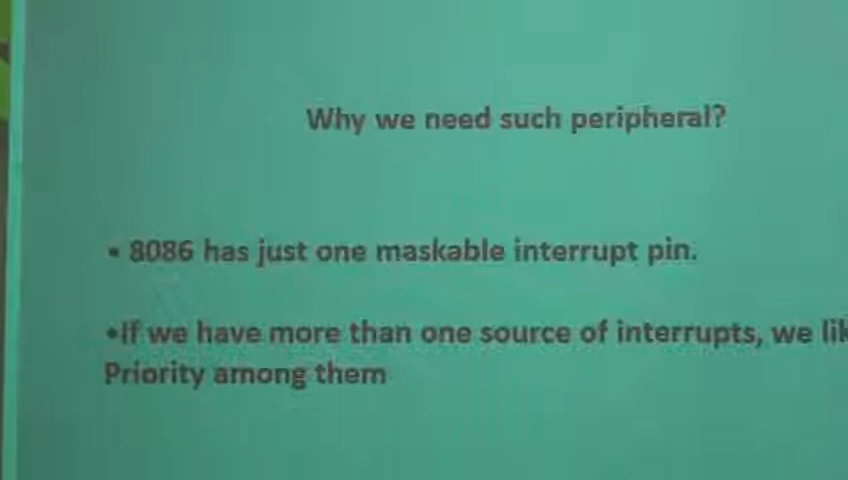 Why we need such peripheral?
• 8086 has just one maskable interrupt pin.
•If we have more than one source of interrupts, we
Priority among them